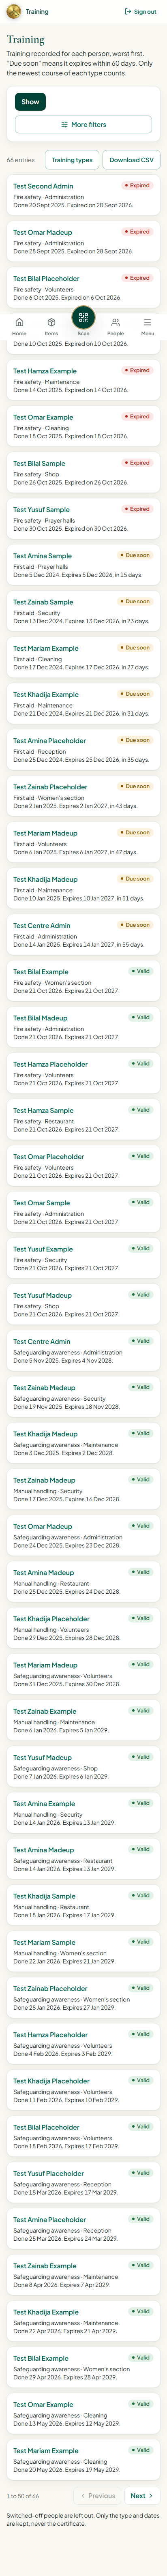 Training
Sign out
Training
Training recorded for each person, worst first.
“Due soon” means it expires within 60 days. Only
the newest course of each type counts.
Show
More filters
66 entries
Training types
Download CSV
Test Second Admin
Expired
Fire safety · Administration
Done 20 Sept 2025. Expired on 20 Sept 2026.
Test Omar Madeup
Expired
Fire safety · Administration
Done 28 Sept 2025. Expired on 28 Sept 2026.
Test Bilal Placeholder
Expired
Fire safety · Volunteers
Done 6 Oct 2025. Expired on 6 Oct 2026.
Home
Items
Scan
People
Menu
Done 10 Oct 2025. Expired on 10 Oct 2026.
Test Hamza Example
Expired
Fire safety · Maintenance
Done 14 Oct 2025. Expired on 14 Oct 2026.
Test Omar Example
Expired
Fire safety · Cleaning
Done 18 Oct 2025. Expired on 18 Oct 2026.
Test Bilal Sample
Expired
Fire safety · Shop
Done 26 Oct 2025. Expired on 26 Oct 2026.
Test Yusuf Sample
Expired
Fire safety · Prayer halls
Done 30 Oct 2025. Expired on 30 Oct 2026.
Test Amina Sample
Due soon
First aid · Prayer halls
Done 5 Dec 2024. Expires 5 Dec 2026, in 15 days.
Test Zainab Sample
Due soon
First aid · Security
Done 13 Dec 2024. Expires 13 Dec 2026, in 23 days.
Test Mariam Example
Due soon
First aid · Cleaning
Done 17 Dec 2024. Expires 17 Dec 2026, in 27 days.
Test Khadija Example
Due soon
First aid · Maintenance
Done 21 Dec 2024. Expires 21 Dec 2026, in 31 days.
Test Amina Placeholder
Due soon
First aid · Reception
Done 25 Dec 2024. Expires 25 Dec 2026, in 35 days.
Test Zainab Placeholder
Due soon
First aid · Women's section
Done 2 Jan 2025. Expires 2 Jan 2027, in 43 days.
Test Mariam Madeup
Due soon
First aid · Volunteers
Done 6 Jan 2025. Expires 6 Jan 2027, in 47 days.
Test Khadija Madeup
Due soon
First aid · Maintenance
Done 10 Jan 2025. Expires 10 Jan 2027, in 51 days.
Test Centre Admin
Due soon
First aid · Administration
Done 14 Jan 2025. Expires 14 Jan 2027, in 55 days.
Test Bilal Example
Valid
Fire safety · Women's section
Done 21 Oct 2026. Expires 21 Oct 2027.
Test Bilal Madeup
Valid
Fire safety · Administration
Done 21 Oct 2026. Expires 21 Oct 2027.
Test Hamza Placeholder
Valid
Fire safety · Volunteers
Done 21 Oct 2026. Expires 21 Oct 2027.
Test Hamza Sample
Valid
Fire safety · Restaurant
Done 21 Oct 2026. Expires 21 Oct 2027.
Test Omar Placeholder
Valid
Fire safety · Volunteers
Done 21 Oct 2026. Expires 21 Oct 2027.
Test Omar Sample
Valid
Fire safety · Administration
Done 21 Oct 2026. Expires 21 Oct 2027.
Test Yusuf Example
Valid
Fire safety · Security
Done 21 Oct 2026. Expires 21 Oct 2027.
Test Yusuf Madeup
Valid
Fire safety · Shop
Done 21 Oct 2026. Expires 21 Oct 2027.
Test Centre Admin
Valid
Safeguarding awareness · Administration
Done 5 Nov 2025. Expires 4 Nov 2028.
Test Zainab Madeup
Valid
Safeguarding awareness · Security
Done 19 Nov 2025. Expires 18 Nov 2028.
Test Khadija Madeup
Valid
Safeguarding awareness · Maintenance
Done 3 Dec 2025. Expires 2 Dec 2028.
Test Zainab Madeup
Valid
Manual handling · Security
Done 17 Dec 2025. Expires 16 Dec 2028.
Test Omar Madeup
Valid
Safeguarding awareness · Administration
Done 24 Dec 2025. Expires 23 Dec 2028.
Test Amina Madeup
Valid
Manual handling · Restaurant
Done 25 Dec 2025. Expires 24 Dec 2028.
Test Khadija Placeholder
Valid
Manual handling · Volunteers
Done 29 Dec 2025. Expires 28 Dec 2028.
Test Mariam Madeup
Valid
Safeguarding awareness · Volunteers
Done 31 Dec 2025. Expires 30 Dec 2028.
Test Zainab Example
Valid
Manual handling · Maintenance
Done 6 Jan 2026. Expires 5 Jan 2029.
Test Yusuf Madeup
Valid
Safeguarding awareness · Shop
Done 7 Jan 2026. Expires 6 Jan 2029.
Test Amina Example
Valid
Manual handling · Security
Done 14 Jan 2026. Expires 13 Jan 2029.
Test Amina Madeup
Valid
Safeguarding awareness · Restaurant
Done 14 Jan 2026. Expires 13 Jan 2029.
Test Khadija Sample
Valid
Manual handling · Restaurant
Done 18 Jan 2026. Expires 17 Jan 2029.
Test Mariam Sample
Valid
Manual handling · Women's section
Done 22 Jan 2026. Expires 21 Jan 2029.
Test Zainab Placeholder
Valid
Safeguarding awareness · Women's section
Done 28 Jan 2026. Expires 27 Jan 2029.
Test Hamza Placeholder
Valid
Safeguarding awareness · Volunteers
Done 4 Feb 2026. Expires 3 Feb 2029.
Test Khadija Placeholder
Valid
Safeguarding awareness · Volunteers
Done 11 Feb 2026. Expires 10 Feb 2029.
Test Bilal Placeholder
Valid
Safeguarding awareness · Volunteers
Done 18 Feb 2026. Expires 17 Feb 2029.
Test Yusuf Placeholder
Valid
Safeguarding awareness · Reception
Done 18 Mar 2026. Expires 17 Mar 2029.
Test Amina Placeholder
Valid
Safeguarding awareness · Reception
Done 25 Mar 2026. Expires 24 Mar 2029.
Test Zainab Example
Valid
Safeguarding awareness · Maintenance
Done 8 Apr 2026. Expires 7 Apr 2029.
Test Khadija Example
Valid
Safeguarding awareness · Maintenance
Done 22 Apr 2026. Expires 21 Apr 2029.
Test Bilal Example
Valid
Safeguarding awareness · Women's section
Done 29 Apr 2026. Expires 28 Apr 2029.
Test Omar Example
Valid
Safeguarding awareness · Cleaning
Done 13 May 2026. Expires 12 May 2029.
Test Mariam Example
Valid
Safeguarding awareness · Cleaning
Done 20 May 2026. Expires 19 May 2029.
1 to 50 of 66
Previous
Next
Switched-off people are left out. Only the type and dates
are kept, never the certificate.